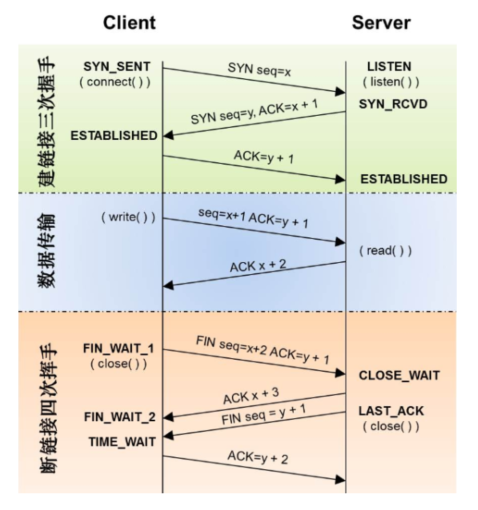 Client
Server
建链接三次握手
SYN_SENT
(connect())
SYN seq=x
LISTEN
(listen())
SYN_RCVD
SYN seq=y, ACK=x + 1
ESTABLISHED
ACK=y + 1
ESTABLISHED
数据传输
(write())
seq=x+1 ACK=y + 1
(read())
ACK x + 2
断链接四次挥手
FIN_WAIT_1
(close())
FIN seq=x+2 ACK=y + 1
CLOSE_WAIT
ACK x + 3
FIN_WAIT_2
FIN seq = y + 1
LAST_ACK
(close())
TIME_WAIT
ACK=y + 2